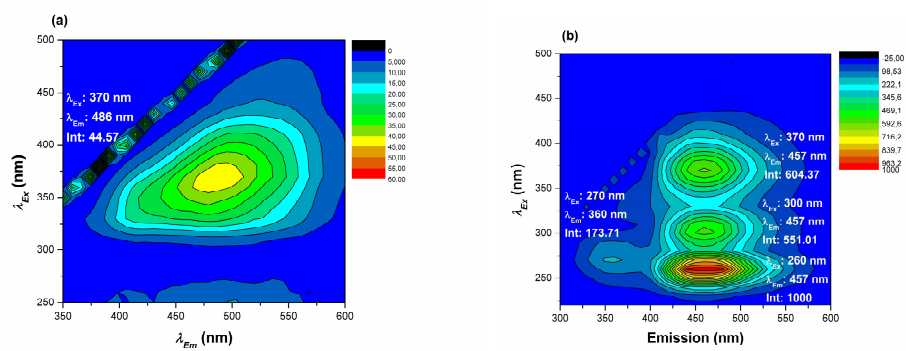 (a)
500
450
400
350
300
250
350
400
450
500
550
600
λEx (nm)
λEm (nm)
λEx: 370 nm
λEm: 486 nm
Int: 44.57
0
5,000
10,00
15,00
20,00
25,00
30,00
35,00
40,00
45,00
50,00
55,00
60,00
(b)
500
450
400
350
300
250
300
350
400
450
500
550
600
λEx (nm)
Emission (nm)
λEx: 270 nm
λEm: 360 nm
Int: 173.71
λEx: 370 nm
λEm: 457 nm
Int: 604.37
λEx: 300 nm
λEm: 457 nm
Int: 551.01
λEx: 260 nm
λEm: 457 nm
Int: 1000
-25,00
98,63
222,1
345,6
469,1
592,6
716,2
839,7
963,2
1000